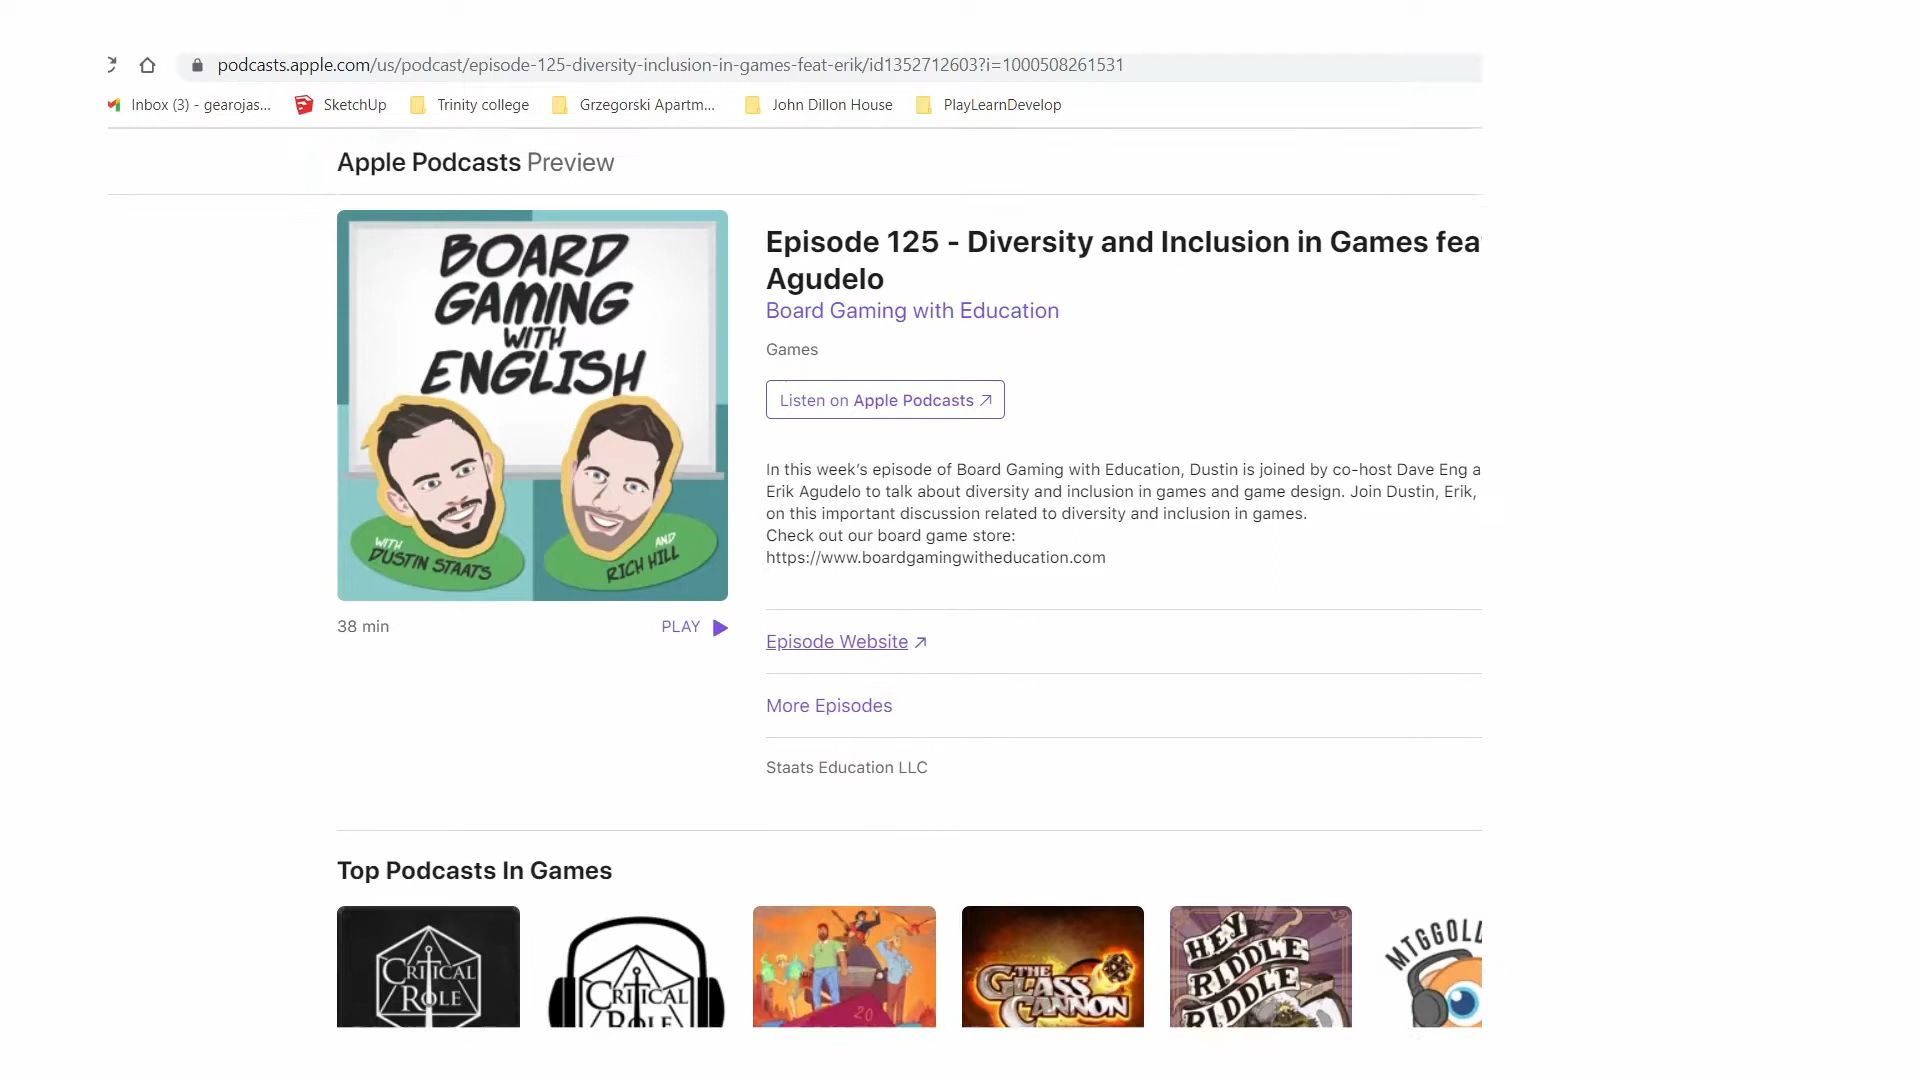 podcasts.apple.com/us/podcast/episode-125-diversity-inclusion-in-games-feat-erik/id1352712603?i=1000508261531
Inbox (3) - gearojas... SketchUp Trinity college Grzegorski Apartm... John Dillon House PlayLearnDevelop
Apple Podcasts Preview
BOARD
GAMING
WITH
ENGLISH
WITH
DUSTIN STAATS
AND
RICH HILL
38 min
PLAY
Episode 125 - Diversity and Inclusion in Games fea
Agudelo
Board Gaming with Education
Games
Listen on Apple Podcasts
In this week’s episode of Board Gaming with Education, Dustin is joined by co-host Dave Eng a
Erik Agudelo to talk about diversity and inclusion in games and game design. Join Dustin, Erik,
on this important discussion related to diversity and inclusion in games.
Check out our board game store:
https://www.boardgamingwitheducation.com
Episode Website
More Episodes
Staats Education LLC
Top Podcasts In Games
CRITICAL
ROLE
CRITICAL
ROLE
20
THE
GLASS
CANNON
HEY
RIDDLE
RIDDLE
MTGGOLD